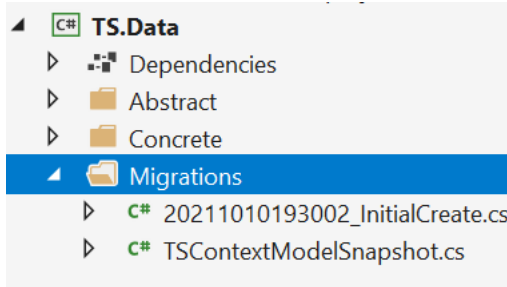 C# TS.Data
Dependencies
Abstract
Concrete
Migrations
C# 20211010193002_InitialCreate.cs
C# TSContextModelSnapshot.cs